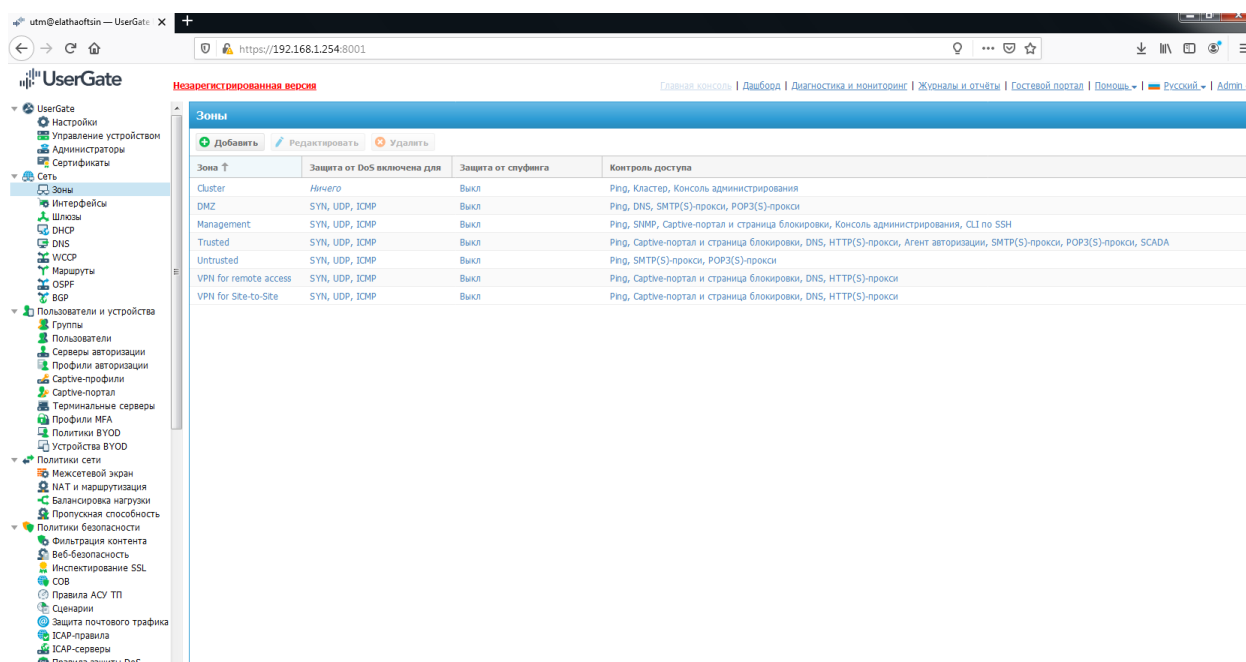 utm@elathaoftsin — UserGate
https://192.168.1.254:8001
UserGate
Незарегистрированная версия
Главная консоль | Дашборд | Диагностика и мониторинг | Журналы и отчёты | Гостевой портал | Помощь | Русский | Admin
UserGate
Настройки
Управление устройством
Администраторы
Сертификаты
Сеть
Зоны
Интерфейсы
Шлюзы
DHCP
DNS
WCCP
Маршруты
OSPF
BGP
Пользователи и устройства
Группы
Пользователи
Серверы авторизации
Профили авторизации
Captive-профили
Captive-портал
Терминальные серверы
Профили MFA
Политики BYOD
Устройства BYOD
Политики сети
Межсетевой экран
NAT и маршрутизация
Балансировка нагрузки
Пропускная способность
Политики безопасности
Фильтрация контента
Веб-безопасность
Инспектирование SSL
СОВ
Правила АСУ ТП
Сценарии
Защита почтового трафика
ICAP-правила
ICAP-серверы
Правила защиты DoS
Зоны
Добавить Редактировать Удалить
Зона Защита от DoS включена для Защита от спуфинга Контроль доступа
Cluster Ничего Выкл Ping, Кластер, Консоль администрирования
DMZ SYN, UDP, ICMP Выкл Ping, DNS, SMTP(S)-прокси, POP3(S)-прокси
Management SYN, UDP, ICMP Выкл Ping, SNMP, Captive-портал и страница блокировки, Консоль администрирования, CLI по SSH
Trusted SYN, UDP, ICMP Выкл Ping, Captive-портал и страница блокировки, DNS, HTTP(S)-прокси, Агент авторизации, SMTP(S)-прокси, POP3(S)-прокси, SCADA
Untrusted SYN, UDP, ICMP Выкл Ping, SMTP(S)-прокси, POP3(S)-прокси
VPN for remote access SYN, UDP, ICMP Выкл Ping, Captive-портал и страница блокировки, DNS, HTTP(S)-прокси
VPN for Site-to-Site SYN, UDP, ICMP Выкл Ping, Captive-портал и страница блокировки, DNS, HTTP(S)-прокси